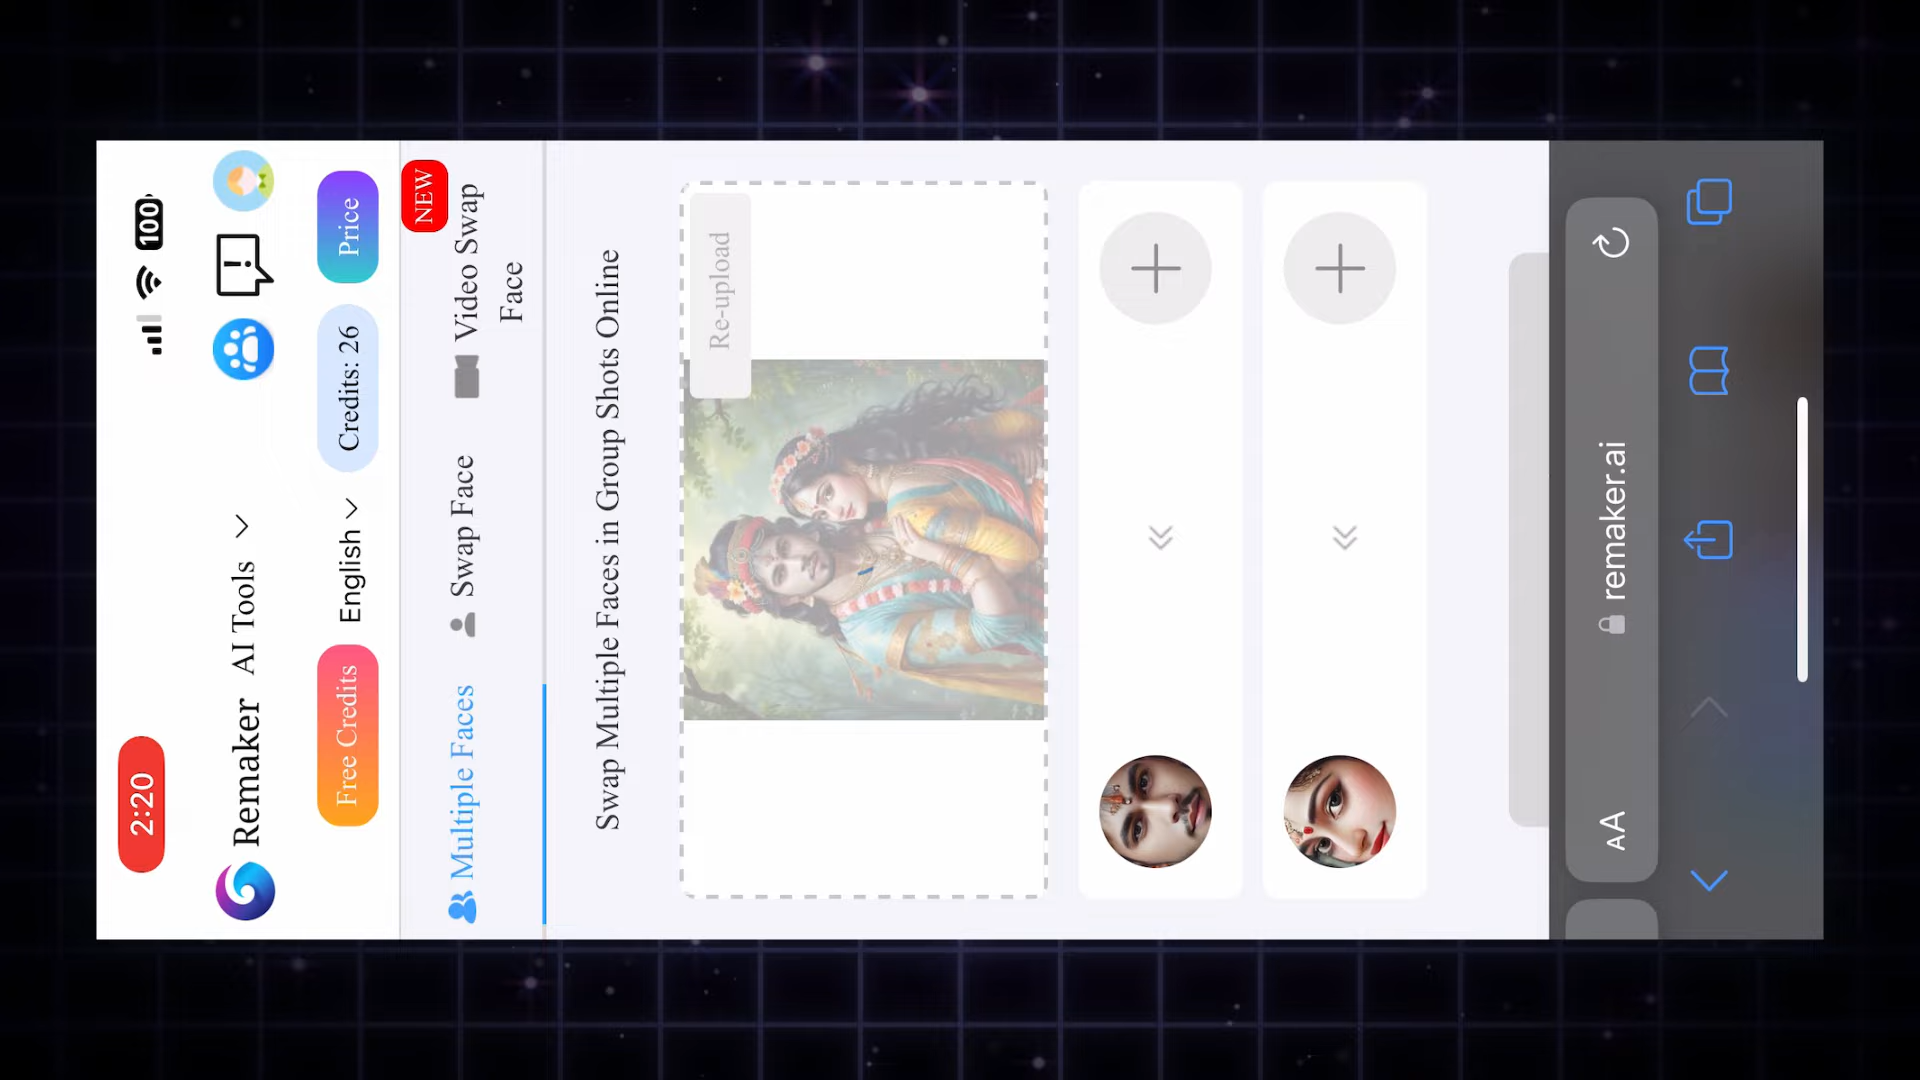 2:20
100
Remaker
AI Tools
Free Credits
English
Credits: 26
Price
Multiple Faces
Swap Face
Video Swap
Face
NEW
Swap Multiple Faces in Group Shots Online
Re-upload
AA
remaker.ai